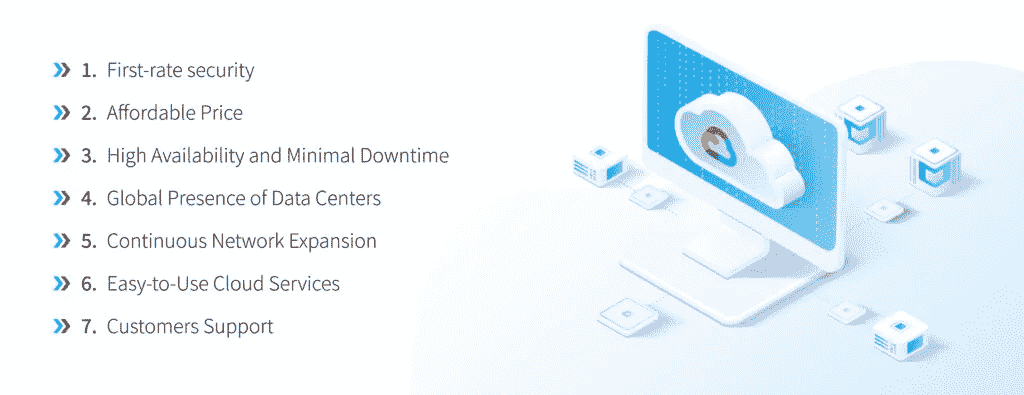 1. First-rate security
2. Affordable Price
3. High Availability and Minimal Downtime
4. Global Presence of Data Centers
5. Continuous Network Expansion
6. Easy-to-Use Cloud Services
7. Customers Support